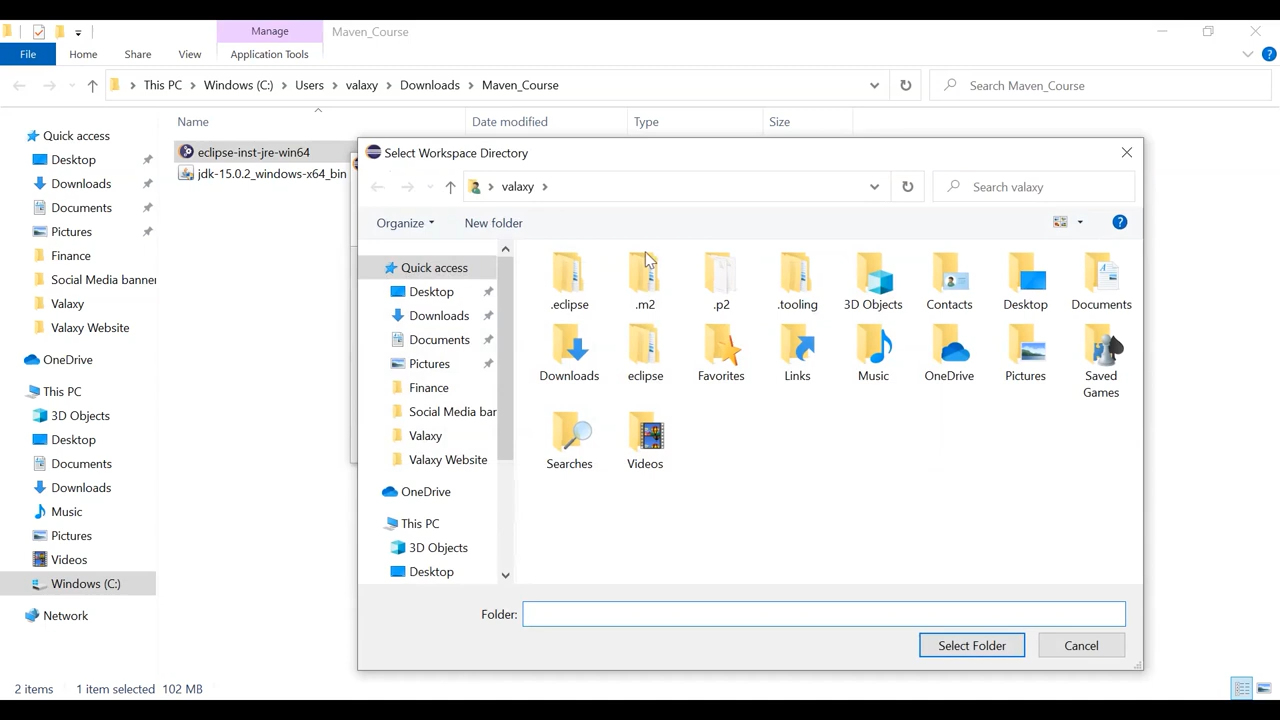 Manage
Maven_Course
File
Home
Share
View
Application Tools
This PC
Windows (C:)
Users
valaxy
Downloads
Maven_Course
Search Maven_Course
Name
Date modified
Type
Size
Quick access
Desktop
Downloads
Documents
Pictures
Finance
Social Media banner
Valaxy
Valaxy Website
OneDrive
This PC
3D Objects
Desktop
Documents
Downloads
Music
Pictures
Videos
Windows (C:)
Network
eclipse-inst-jre-win64
jdk-15.0.2_windows-x64_bin
Select Workspace Directory
valaxy
Search valaxy
Organize
New folder
Quick access
Desktop
Downloads
Documents
Pictures
Finance
Social Media bar
Valaxy
Valaxy Website
OneDrive
This PC
3D Objects
Desktop
.eclipse
.m2
.p2
.tooling
3D Objects
Contacts
Desktop
Documents
Downloads
eclipse
Favorites
Links
Music
OneDrive
Pictures
Saved
Games
Searches
Videos
Folder:
Select Folder
Cancel
2 items
1 item selected 102 MB